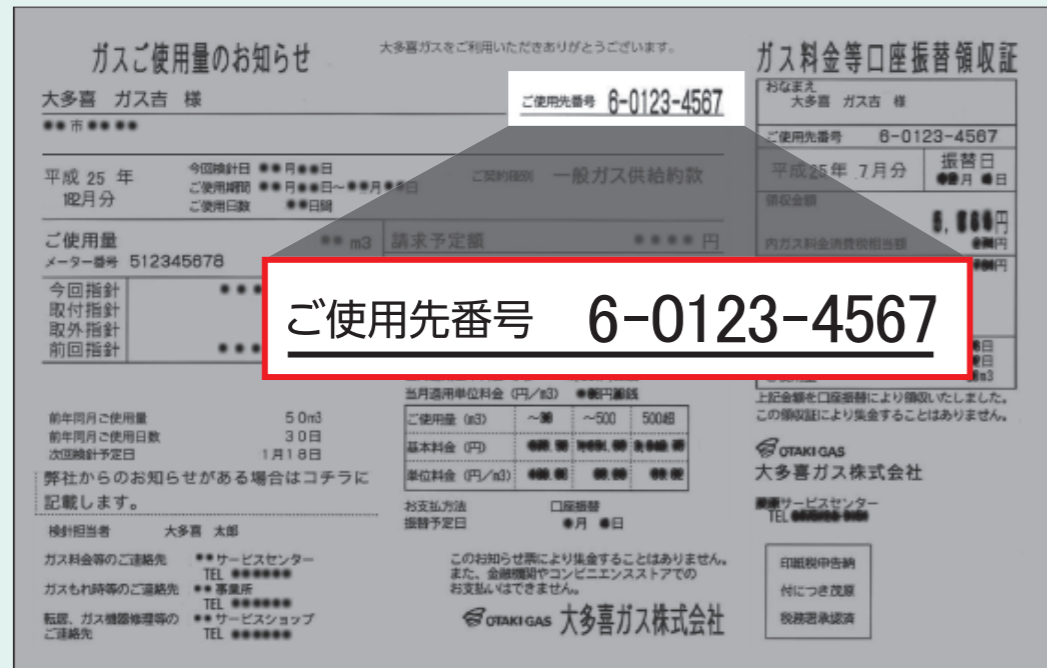 ガスご使用量のお知らせ
大多喜ガスをご利用いただきありがとうございます。
大多喜 ガス吉 様
ご使用先番号 6-0123-4567
●●市●●●●
平成 25 年
月分
今回検針日 ●●月●●日
ご使用期間 ●●月●●日～●●月●●日
ご使用日数 ●●日間
ご契約種別 一般ガス供給約款
ご使用量 ●● m3
請求予定額 ●●●● 円
メーター番号 512345678
今回指針
取付指針
取外指針
前回指針
ご使用先番号 6-0123-4567
当月適用単位料金 (円/m3)
ご使用量 (m3) ～500 500超
基本料金 (円)
単位料金 (円/m3)
前年同月ご使用量 50m3
前年同月ご使用日数 30日
次回検針予定日 1月18日
弊社からのお知らせがある場合はコチラに
記載します。
検針担当者 大多喜 太郎
お支払方法 口座振替
振替予定日 ●月 ●日
ガス料金等のご連絡先 ●●サービスセンター
TEL ●●●●●●
ガスもれ時等のご連絡先 ●●事業所
TEL ●●●●●●
転居、ガス機器修理等の ●●サービスショップ
ご連絡先 TEL ●●●●●●
このお知らせ票により集金することはありません。
また、金融機関やコンビニエンスストアでの
お支払いはできません。
OTAKI GAS 大多喜ガス株式会社
ガス料金等口座振替領収証
おなまえ
大多喜 ガス吉 様
ご使用先番号 6-0123-4567
平成25年 7月分
振替日
月 日
領収金額
円
内ガス料金消費税相当額 円
円
日
日
m3
上記金額を口座振替により領収いたしました。
この領収証により集金することはありません。
OTAKI GAS
大多喜ガス株式会社
サービスセンター
TEL
印紙税申告納
付につき茂原
税務署承認済